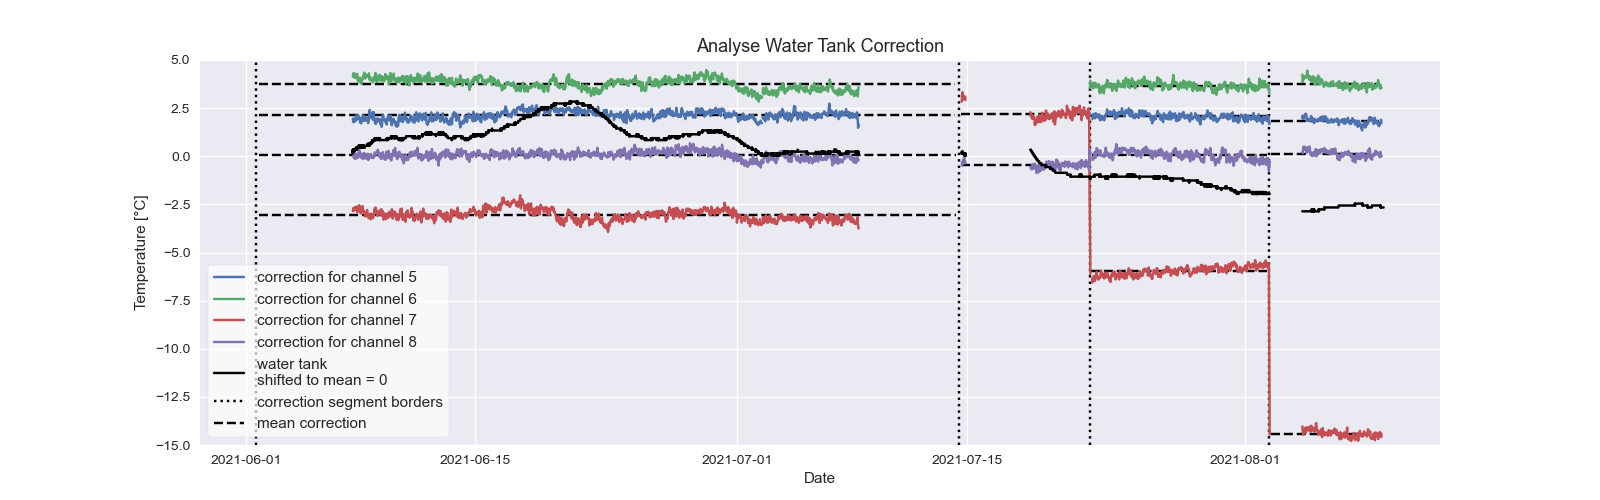 Analyse Water Tank Correction
5.0
2.5
0.0
−2.5
−5.0
−7.5
−10.0
−12.5
−15.0
Temperature [°C]
correction for channel 5
correction for channel 6
correction for channel 7
correction for channel 8
water tank
shifted to mean = 0
correction segment borders
mean correction
2021-06-01 2021-06-15 2021-07-01 2021-07-15 2021-08-01
Date